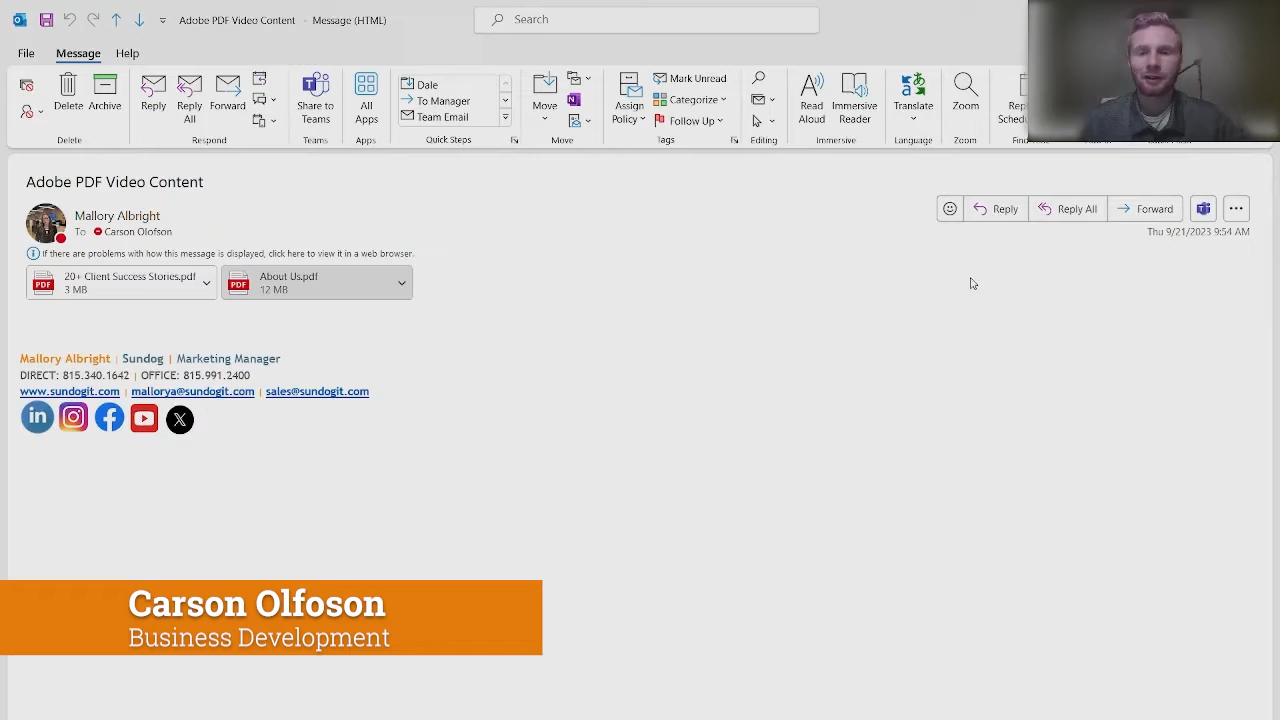 Adobe PDF Video Content - Message (HTML)
Search
File Message Help
Delete Archive
Reply Reply All Forward
Share to Teams
All Apps
Dale
To Manager
Team Email
Move
Assign Policy
Mark Unread
Categorize
Follow Up
Read Aloud
Immersive Reader
Translate
Zoom
Delete Respond Teams Apps Quick Steps Move Tags Editing Immersive Language Zoom
Adobe PDF Video Content
Mallory Albright
To Carson Olofson
Reply Reply All Forward
Thu 9/21/2023 9:54 AM
If there are problems with how this message is displayed, click here to view it in a web browser.
PDF 20+ Client Success Stories.pdf
3 MB
PDF About Us.pdf
12 MB
Mallory Albright | Sundog | Marketing Manager
DIRECT: 815.340.1642 | OFFICE: 815.991.2400
www.sundogit.com | mallorya@sundogit.com | sales@sundogit.com
in
Carson Olfoson
Business Development